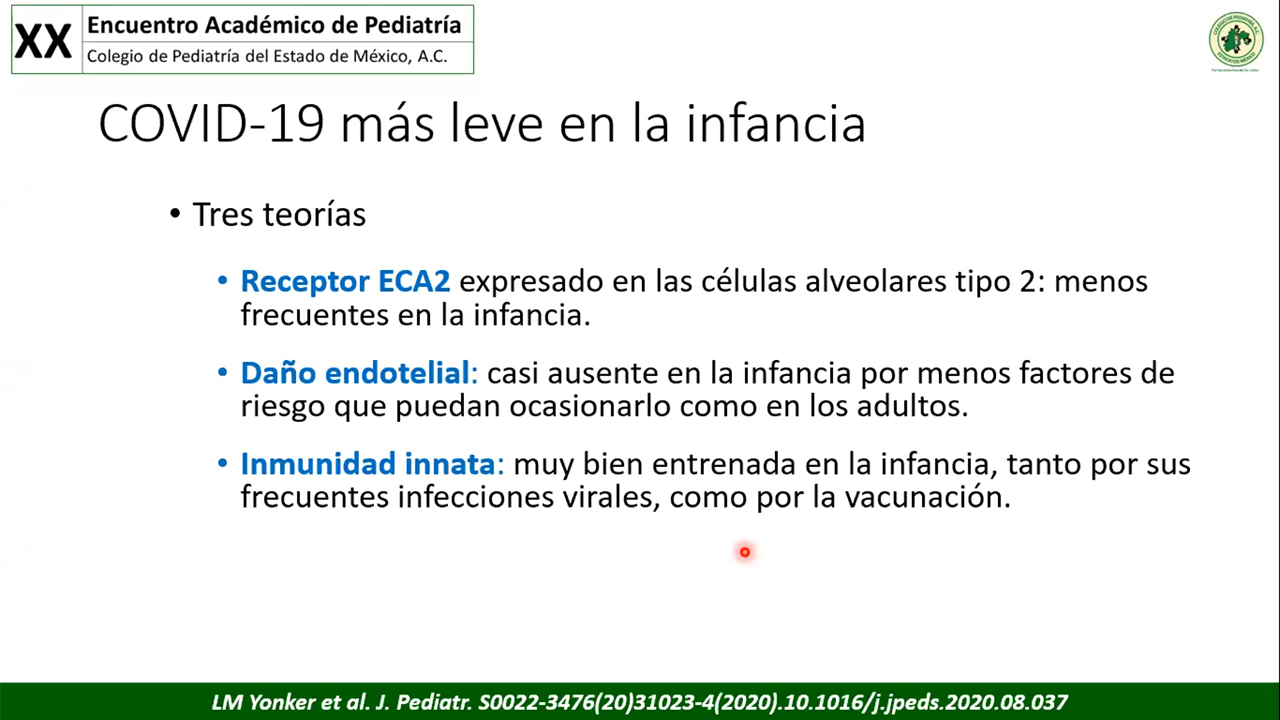 XX
Encuentro Académico de Pediatría
Colegio de Pediatría del Estado de México, A.C.
COVID-19 más leve en la infancia
• Tres teorías
• Receptor ECA2 expresado en las células alveolares tipo 2: menos
frecuentes en la infancia.
• Daño endotelial: casi ausente en la infancia por menos factores de
riesgo que puedan ocasionarlo como en los adultos.
• Inmunidad innata: muy bien entrenada en la infancia, tanto por sus
frecuentes infecciones virales, como por la vacunación.
LM Yonker et al. J. Pediatr. S0022-3476(20)31023-4(2020).10.1016/j.jpeds.2020.08.037